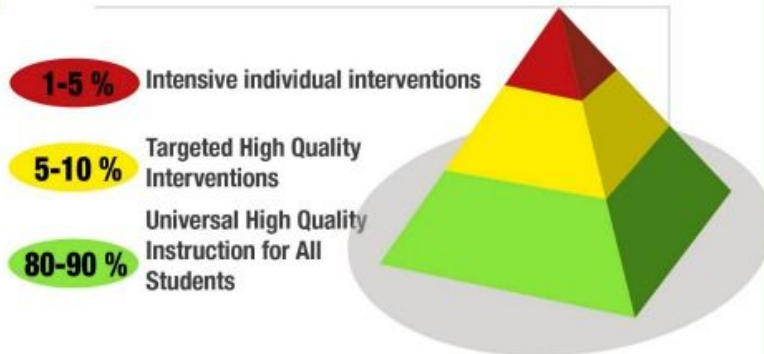 1-5 %
Intensive individual interventions
5-10 %
Targeted High Quality
Interventions
80-90 %
Universal High Quality
Instruction for All
Students